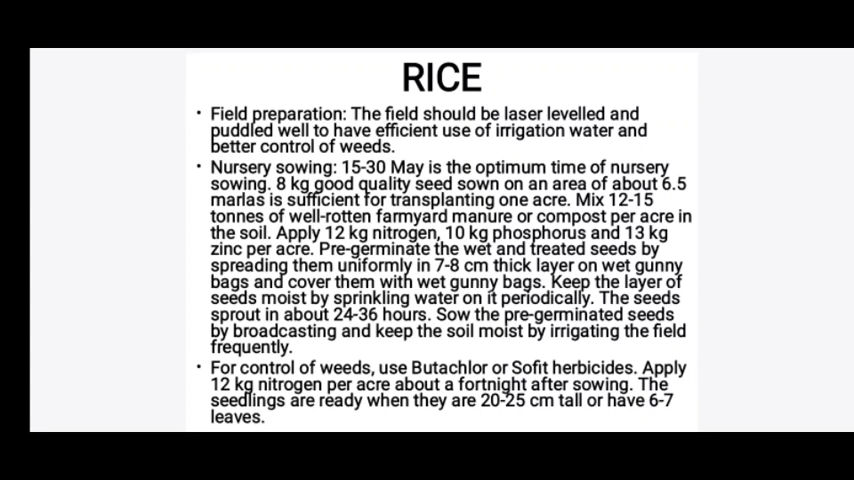 RICE
• Field preparation: The field should be laser levelled and
puddled well to have efficient use of irrigation water and
better control of weeds.
• Nursery sowing: 15-30 May is the optimum time of nursery
sowing. 8 kg good quality seed sown on an area of about 6.5
marlas is sufficient for transplanting one acre. Mix 12-15
tonnes of well-rotten farmyard manure or compost per acre in
the soil. Apply 12 kg nitrogen, 10 kg phosphorus and 13 kg
zinc per acre. Pre-germinate the wet and treated seeds by
spreading them uniformly in 7-8 cm thick layer on wet gunny
bags and cover them with wet gunny bags. Keep the layer of
seeds moist by sprinkling water on it periodically. The seeds
sprout in about 24-36 hours. Sow the pre-germinated seeds
by broadcasting and keep the soil moist by irrigating the field
frequently.
• For control of weeds, use Butachlor or Sofit herbicides. Apply
12 kg nitrogen per acre about a fortnight after sowing. The
seedlings are ready when they are 20-25 cm tall or have 6-7
leaves.